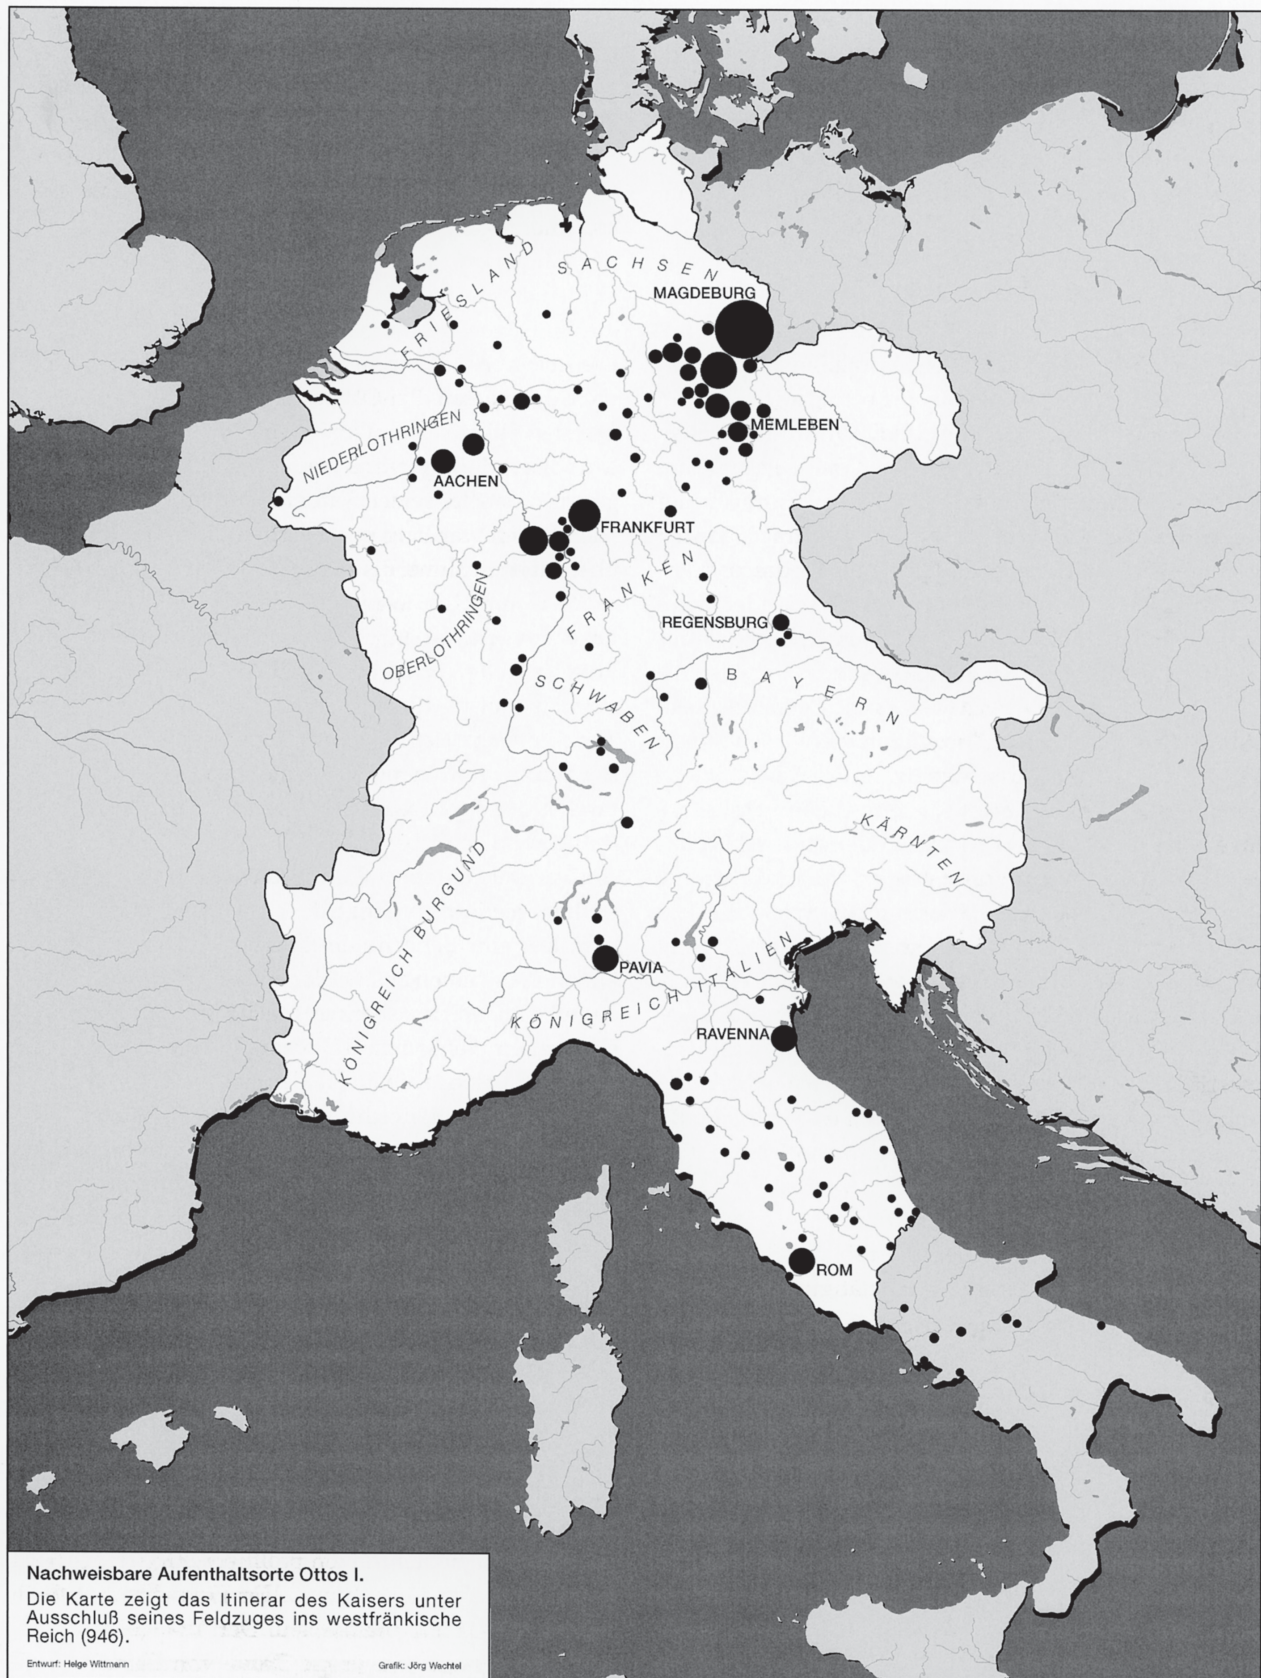 FRIESLAND
SACHSEN
MAGDEBURG
NIEDERLOTHRINGEN
MEMLEBEN
AACHEN
FRANKFURT
FRANKEN
OBERLOTHRINGEN
REGENSBURG
SCHWABEN
BAYERN
KÄRNTEN
KÖNIGREICH BURGUND
PAVIA
KÖNIGREICH ITALIEN
RAVENNA
ROM
Nachweisbare Aufenthaltsorte Ottos I.
Die Karte zeigt das Itinerar des Kaisers unter
Ausschluß seines Feldzuges ins westfränkische
Reich (946).
Entwurf: Helge Wittmann
Grafik: Jörg Wachtel